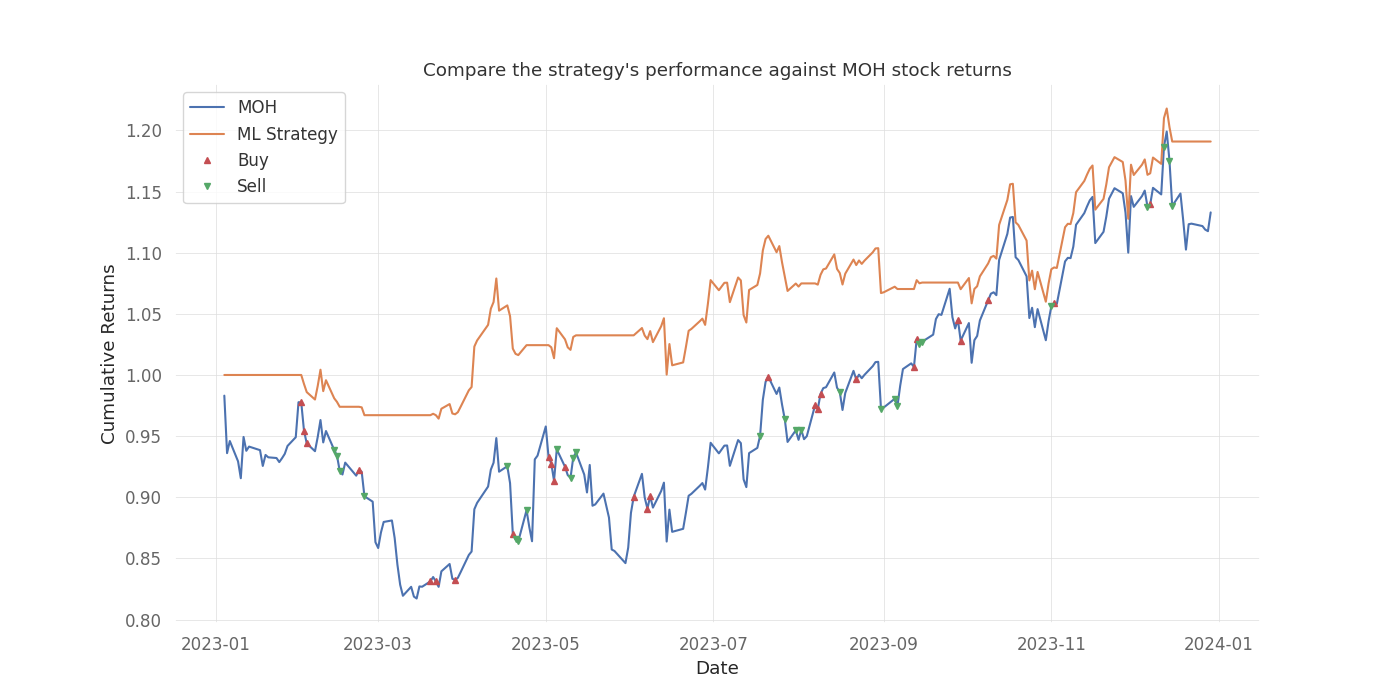 Compare the strategy's performance against MOH stock returns
MOH
ML Strategy
Buy
Sell
Cumulative Returns
1.20
1.15
1.10
1.05
1.00
0.95
0.90
0.85
0.80
2023-01
2023-03
2023-05
2023-07
2023-09
2023-11
2024-01
Date